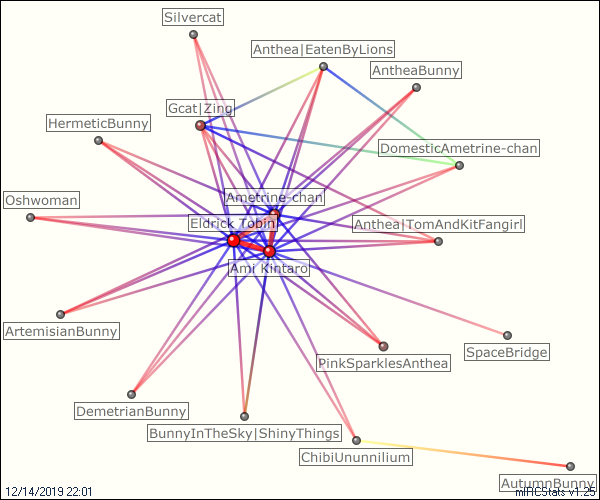 Silvercat
Anthea|EatenByLions
AntheaBunny
Gcat|Zing
HermeticBunny
DomesticAmetrine-chan
Ametrine-chan
Oshwoman
Eldrick Tobin
Anthea|TomAndKitFangirl
Ami Kintaro
ArtemisianBunny
SpaceBridge
PinkSparklesAnthea
DemetrianBunny
BunnyInTheSky|ShinyThings
ChibiUnunnilium
AutumnBunny
12/14/2019 22:01
mIRCStats v1.25